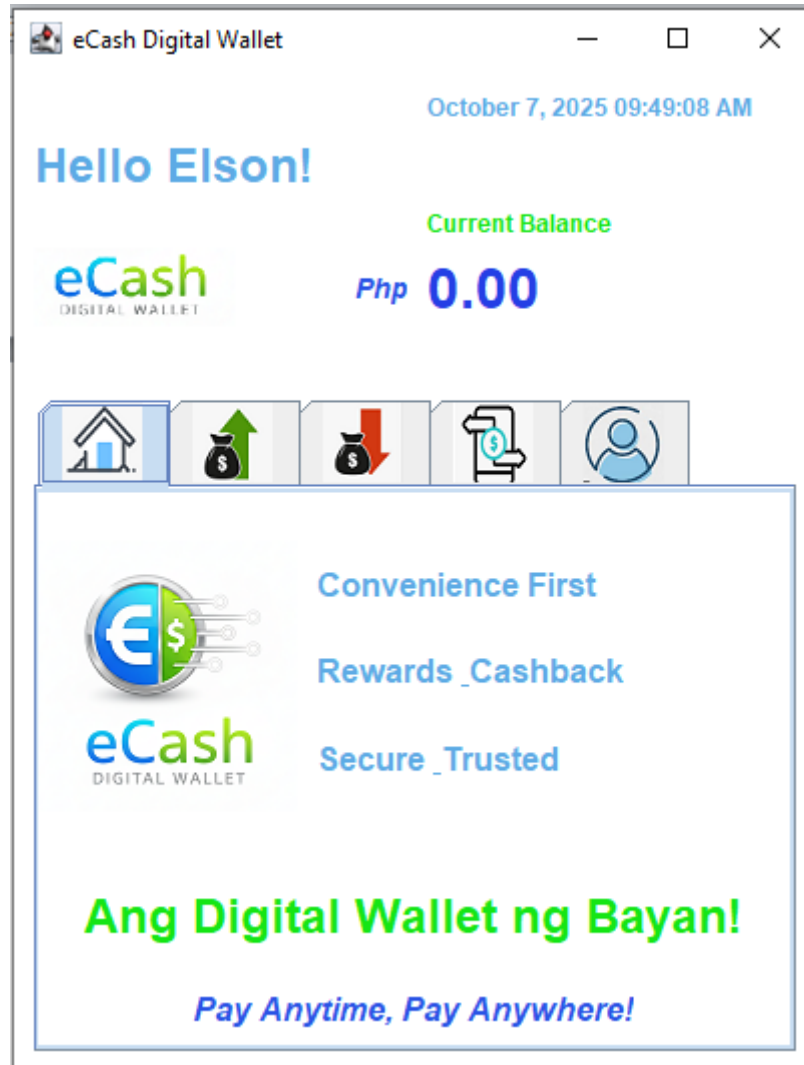 eCash Digital Wallet
October 7, 2025 09:49:08 AM
Hello Elson!
Current Balance
eCash
DIGITAL WALLET
Php 0.00
$
$
$
€ $
eCash
DIGITAL WALLET
Convenience First
Rewards _Cashback
Secure _Trusted
Ang Digital Wallet ng Bayan!
Pay Anytime, Pay Anywhere!